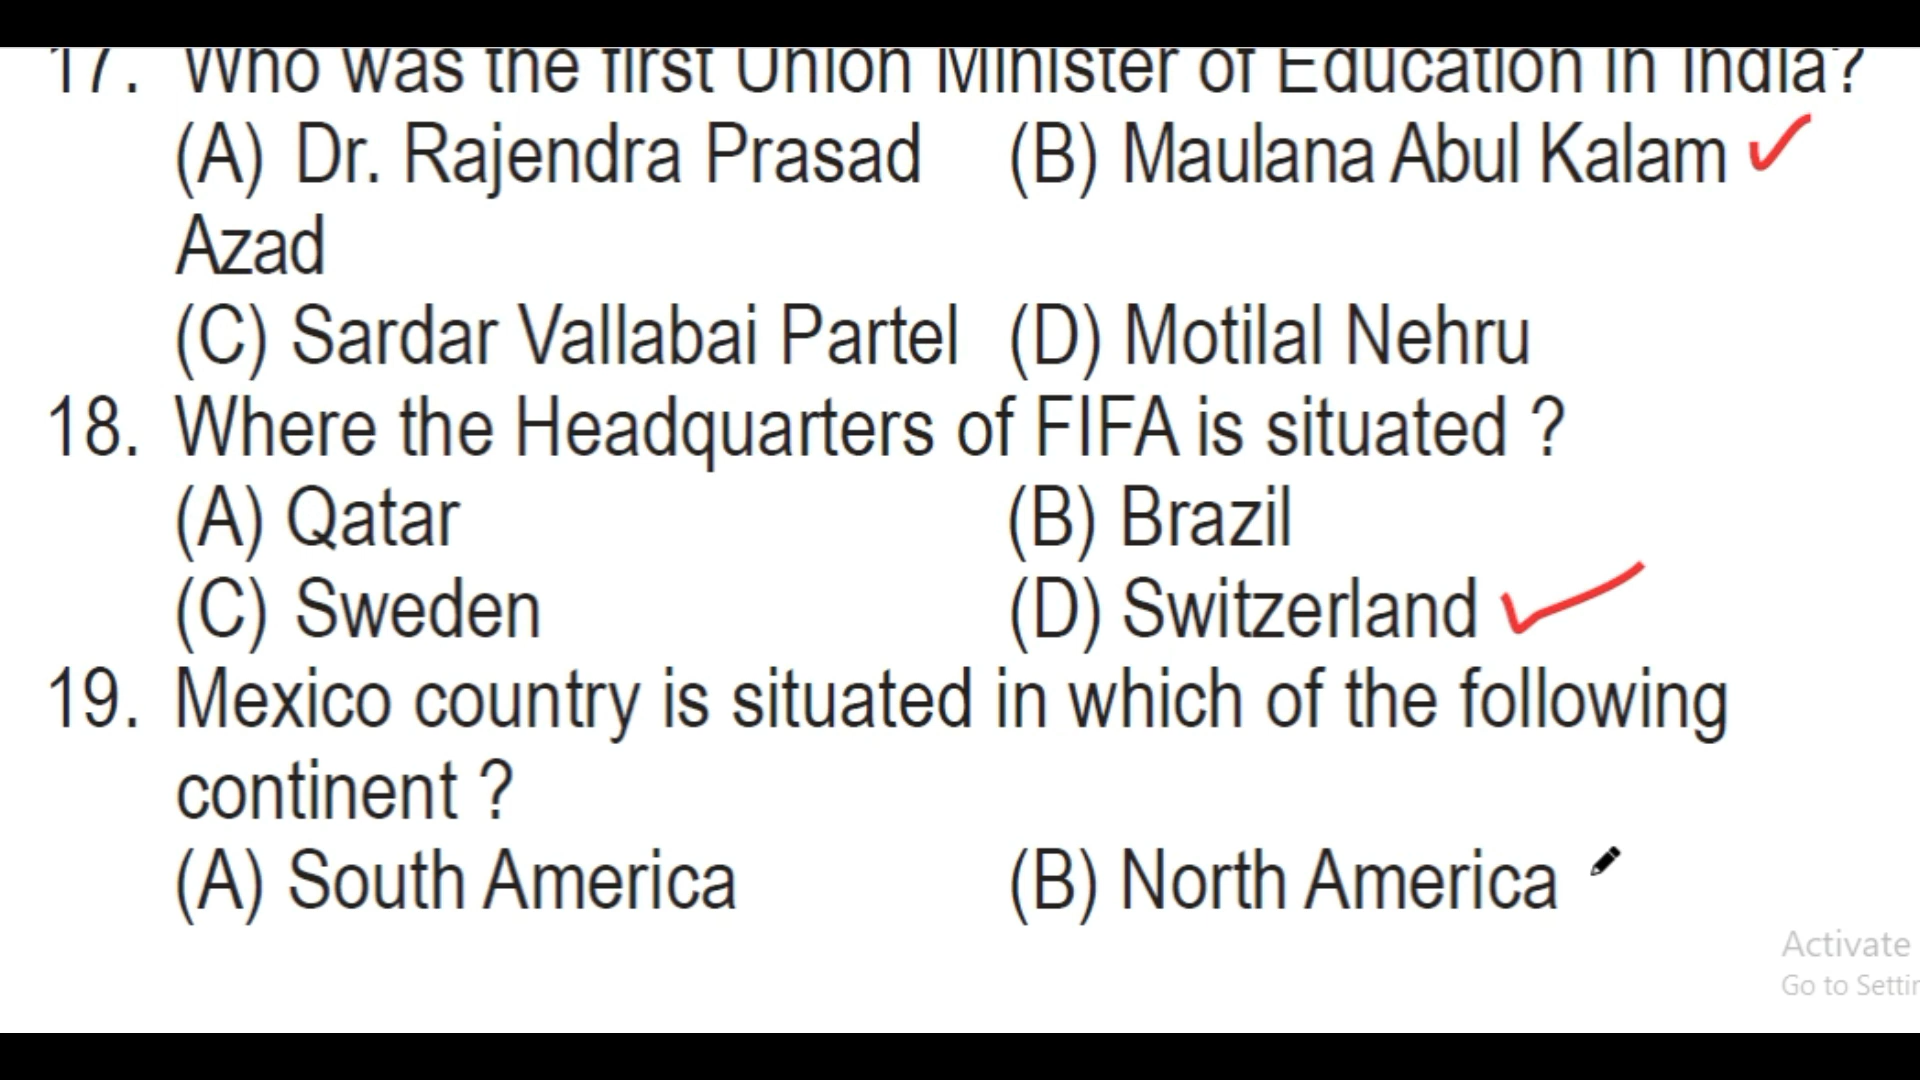 17. Who was the first Union Minister of Education in India?
(A) Dr. Rajendra Prasad (B) Maulana Abul Kalam
Azad
(C) Sardar Vallabai Partel (D) Motilal Nehru
18. Where the Headquarters of FIFA is situated ?
(A) Qatar (B) Brazil
(C) Sweden (D) Switzerland
19. Mexico country is situated in which of the following
continent ?
(A) South America (B) North America
Activate
Go to Settin